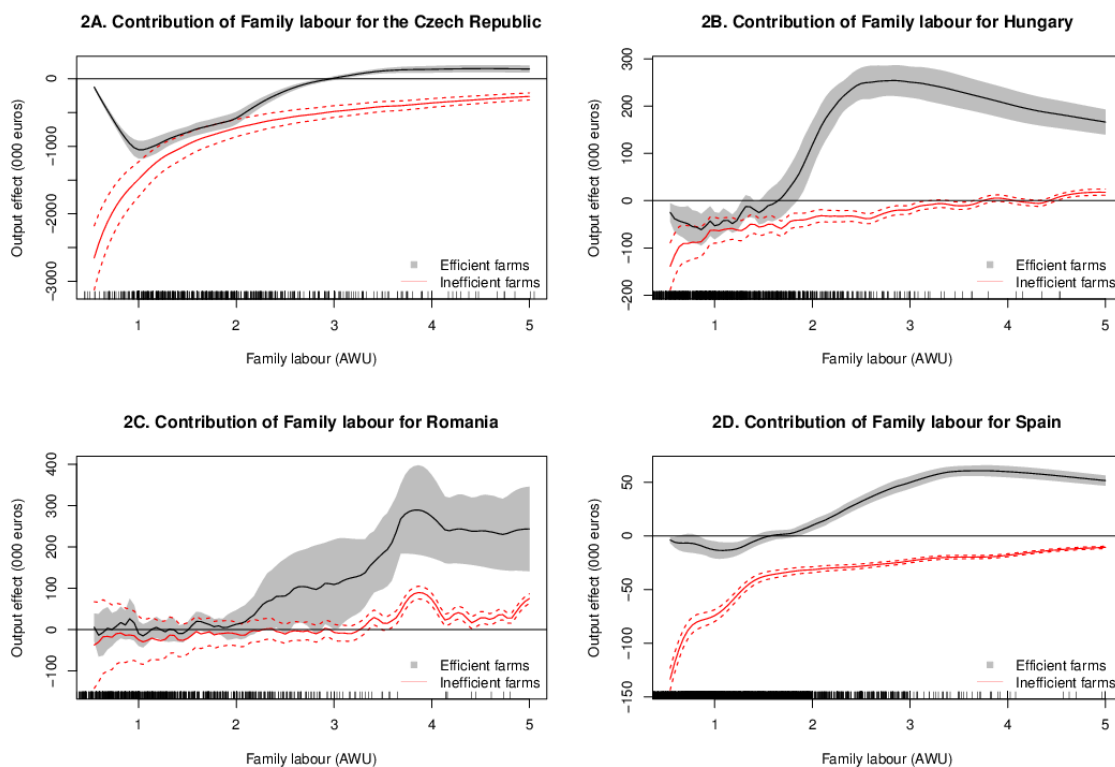 2A. Contribution of Family labour for the Czech Republic
Output effect (000 euros)
0
-1000
-2000
-3000
Efficient farms
Inefficient farms
1 2 3 4 5
Family labour (AWU)
2B. Contribution of Family labour for Hungary
Output effect (000 euros)
300
200
100
0
-100
-200
Efficient farms
Inefficient farms
1 2 3 4 5
Family labour (AWU)
2C. Contribution of Family labour for Romania
Output effect (000 euros)
400
300
200
100
0
-100
Efficient farms
Inefficient farms
1 2 3 4 5
Family labour (AWU)
2D. Contribution of Family labour for Spain
Output effect (000 euros)
50
0
-50
-100
-150
Efficient farms
Inefficient farms
1 2 3 4 5
Family labour (AWU)